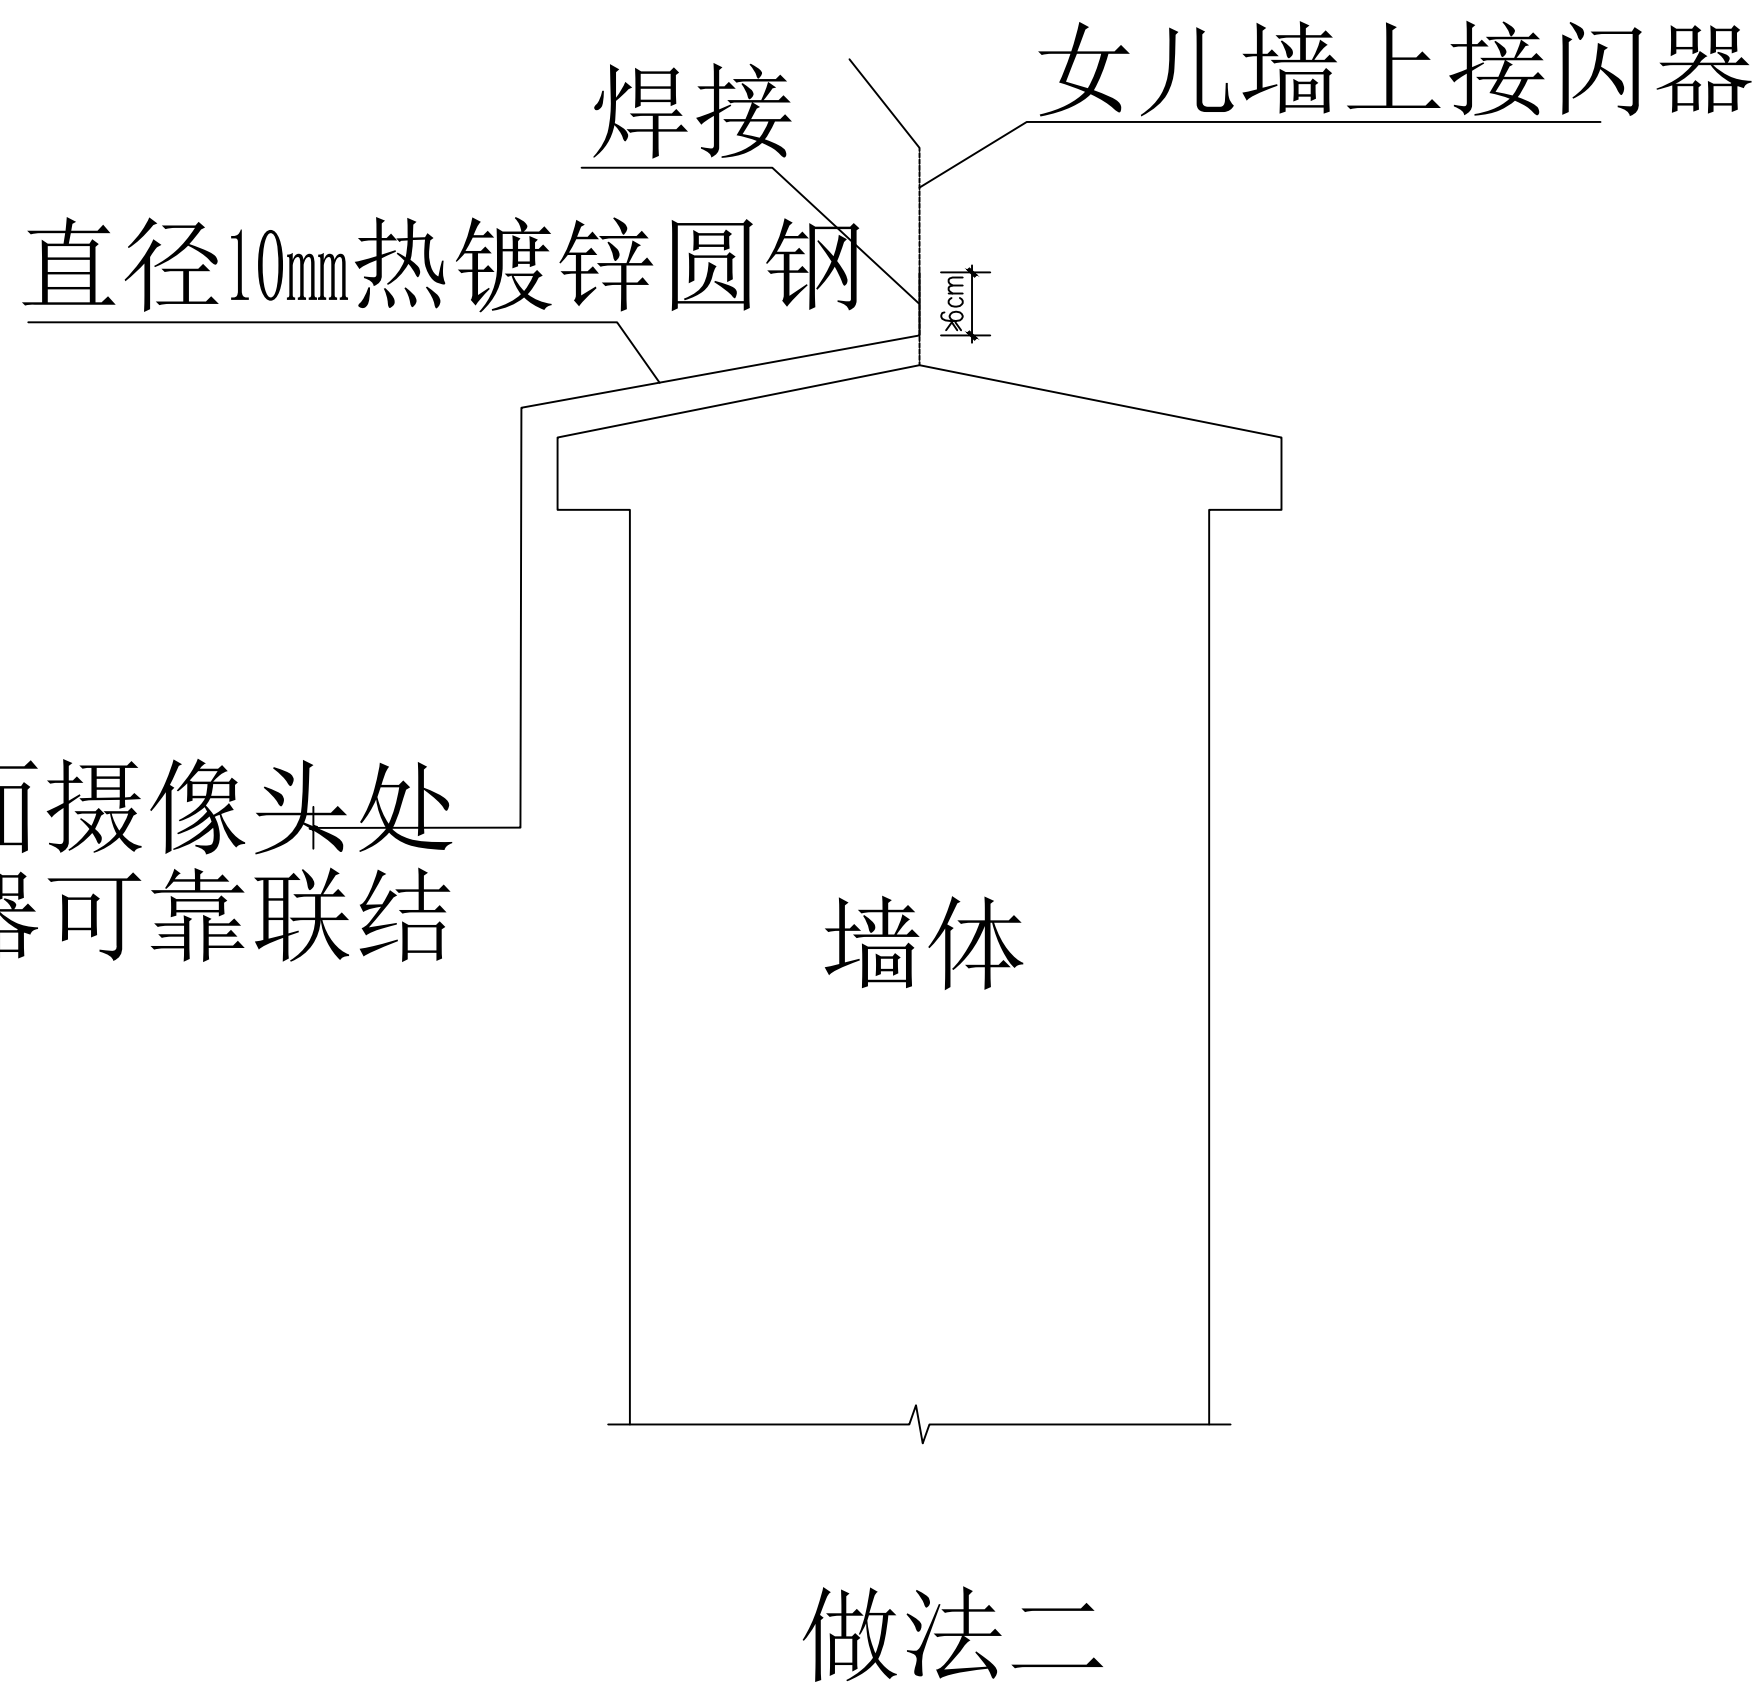 女儿墙上接闪器
焊接
直径10mm热镀锌圆钢
≥6cm
面摄像头处
器可靠联结
墙体
做法二